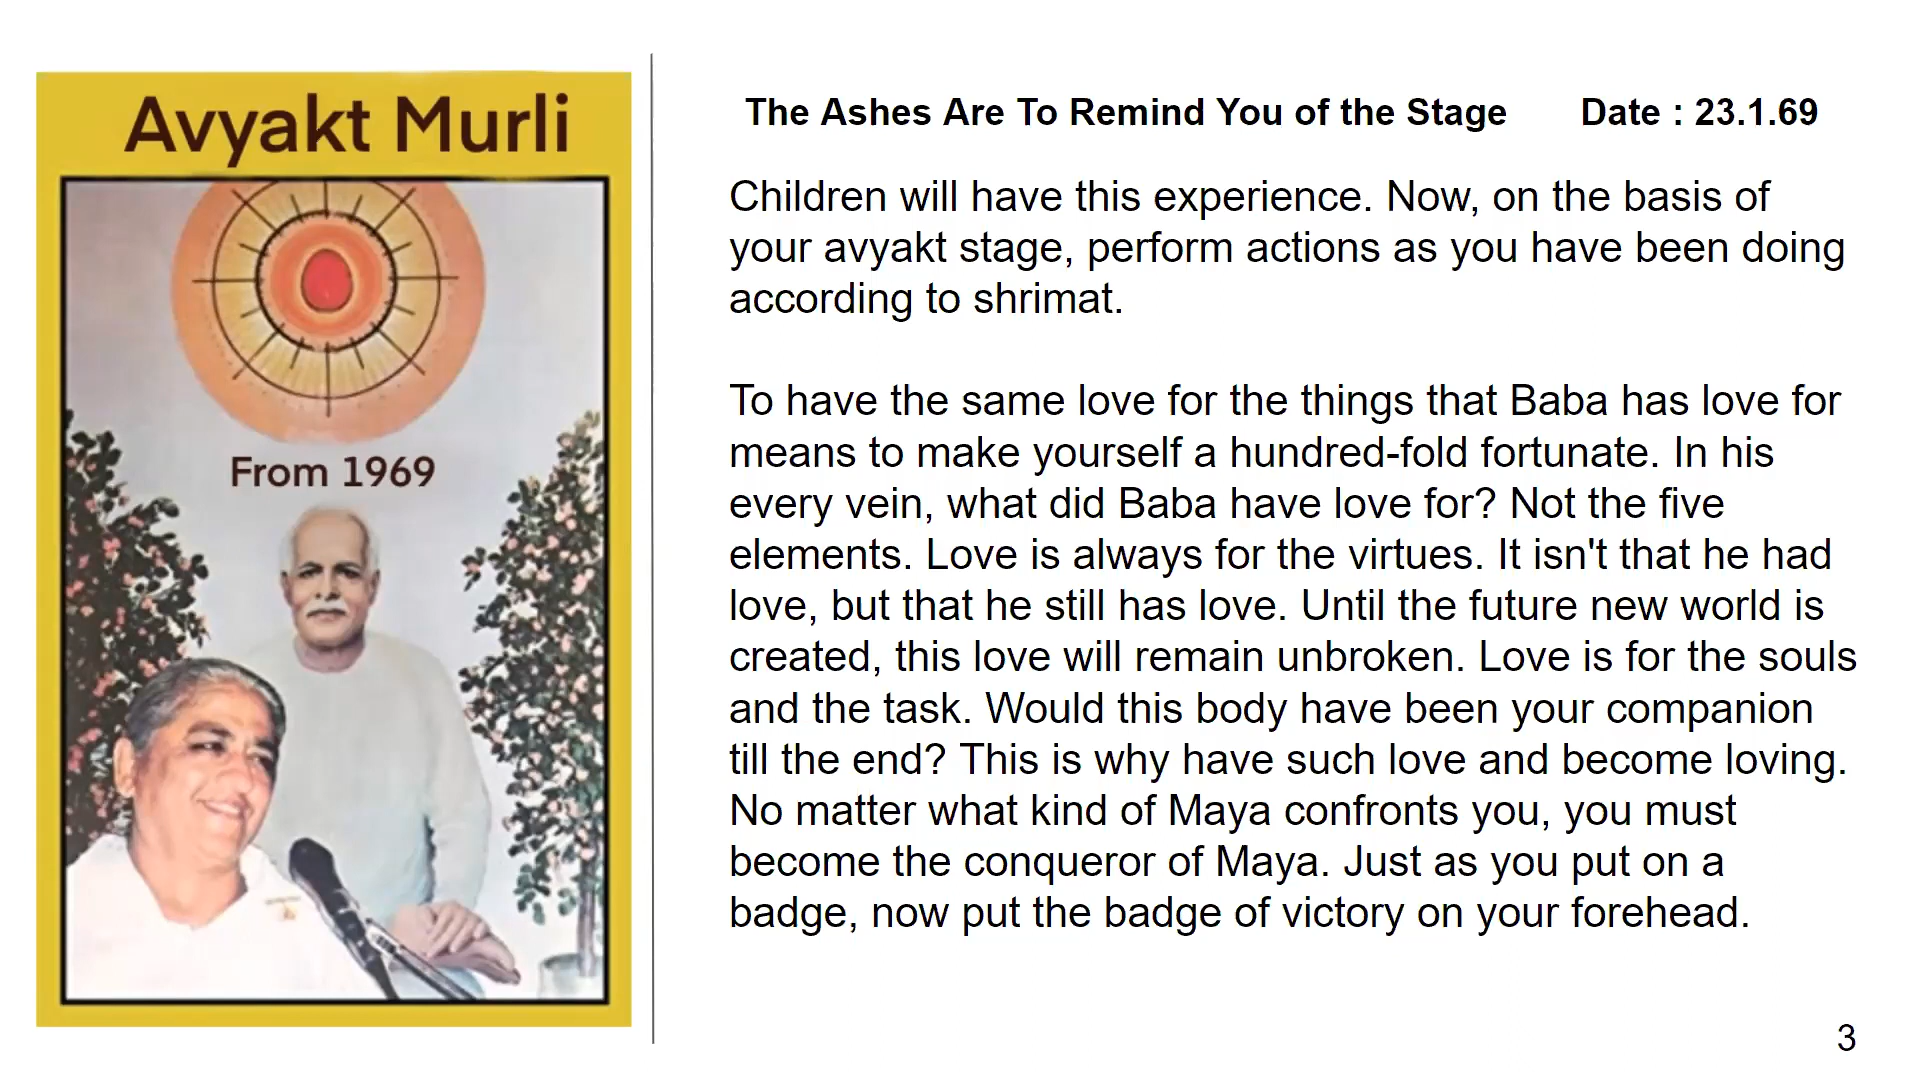 Avyakt Murli
From 1969
The Ashes Are To Remind You of the Stage Date : 23.1.69
Children will have this experience. Now, on the basis of
your avyakt stage, perform actions as you have been doing
according to shrimat.
To have the same love for the things that Baba has love for
means to make yourself a hundred-fold fortunate. In his
every vein, what did Baba have love for? Not the five
elements. Love is always for the virtues. It isn't that he had
love, but that he still has love. Until the future new world is
created, this love will remain unbroken. Love is for the souls
and the task. Would this body have been your companion
till the end? This is why have such love and become loving.
No matter what kind of Maya confronts you, you must
become the conqueror of Maya. Just as you put on a
badge, now put the badge of victory on your forehead.
3